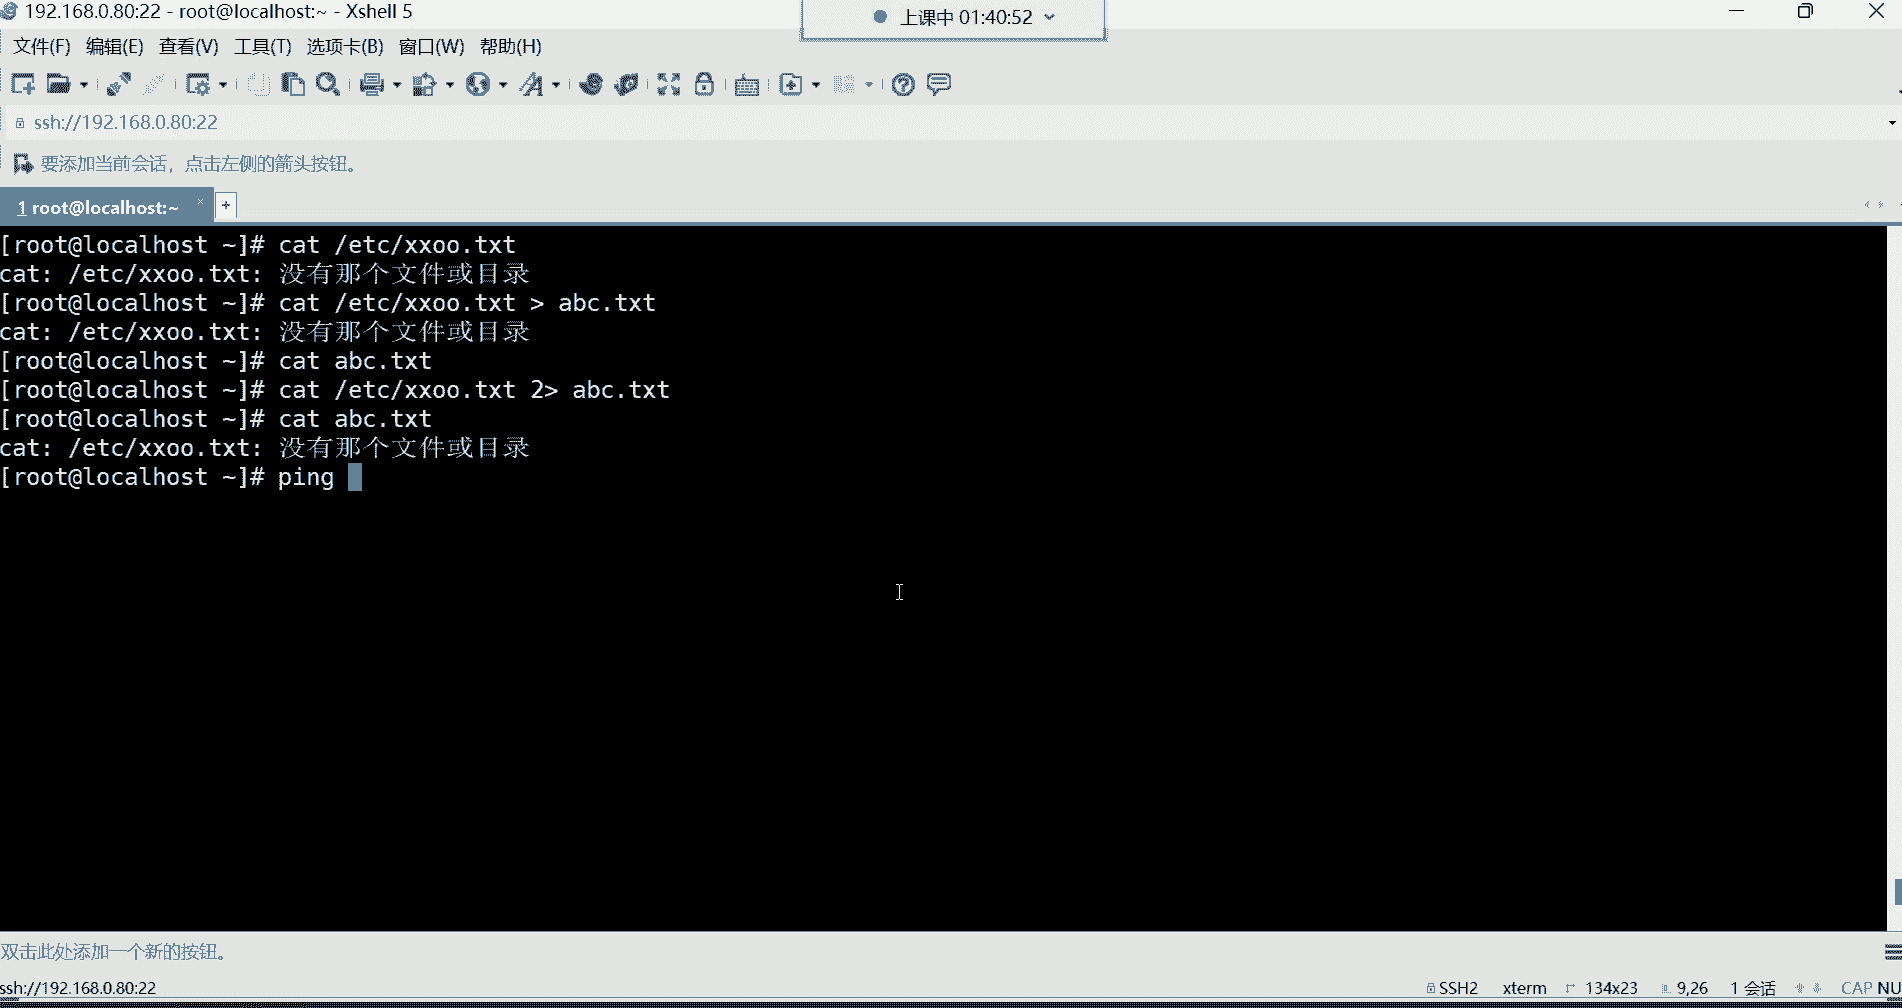 192.168.0.80:22 - root@localhost:~ - Xshell 5
上课中 01:40:52
文件(F) 编辑(E) 查看(V) 工具(T) 选项卡(B) 窗口(W) 帮助(H)
ssh://192.168.0.80:22
要添加当前会话，点击左侧的箭头按钮。
1 root@localhost:~
[root@localhost ~]# cat /etc/xxoo.txt
cat: /etc/xxoo.txt: 没有那个文件或目录
[root@localhost ~]# cat /etc/xxoo.txt > abc.txt
cat: /etc/xxoo.txt: 没有那个文件或目录
[root@localhost ~]# cat abc.txt
[root@localhost ~]# cat /etc/xxoo.txt 2> abc.txt
[root@localhost ~]# cat abc.txt
cat: /etc/xxoo.txt: 没有那个文件或目录
[root@localhost ~]# ping
双击此处添加一个新的按钮。
ssh://192.168.0.80:22 SSH2 xterm 134x23 9,26 1 会话 CAP NU